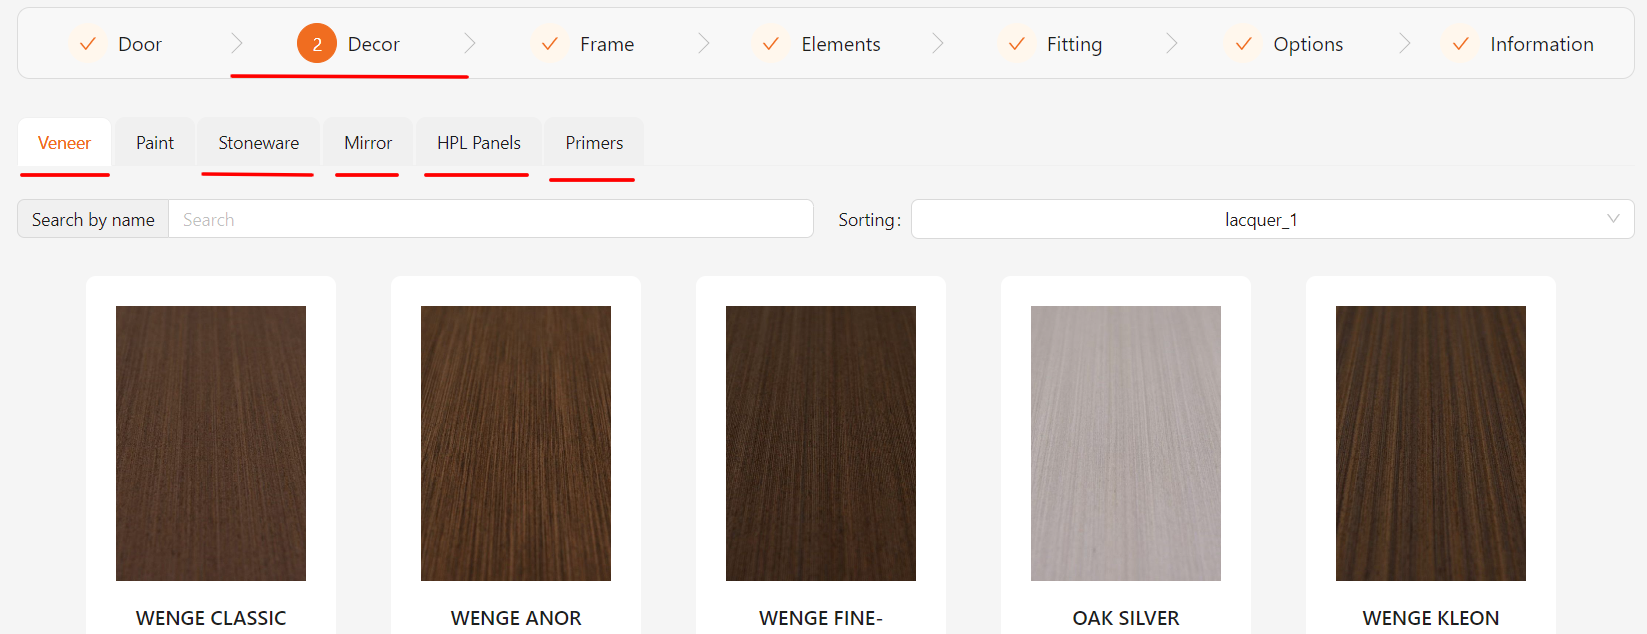 Door 2 Decor Frame Elements Fitting Options Information
Veneer Paint Stoneware Mirror HPL Panels Primers
Search by name Search Sorting: lacquer_1
WENGE CLASSIC WENGE ANOR WENGE FINE- OAK SILVER WENGE KLEON